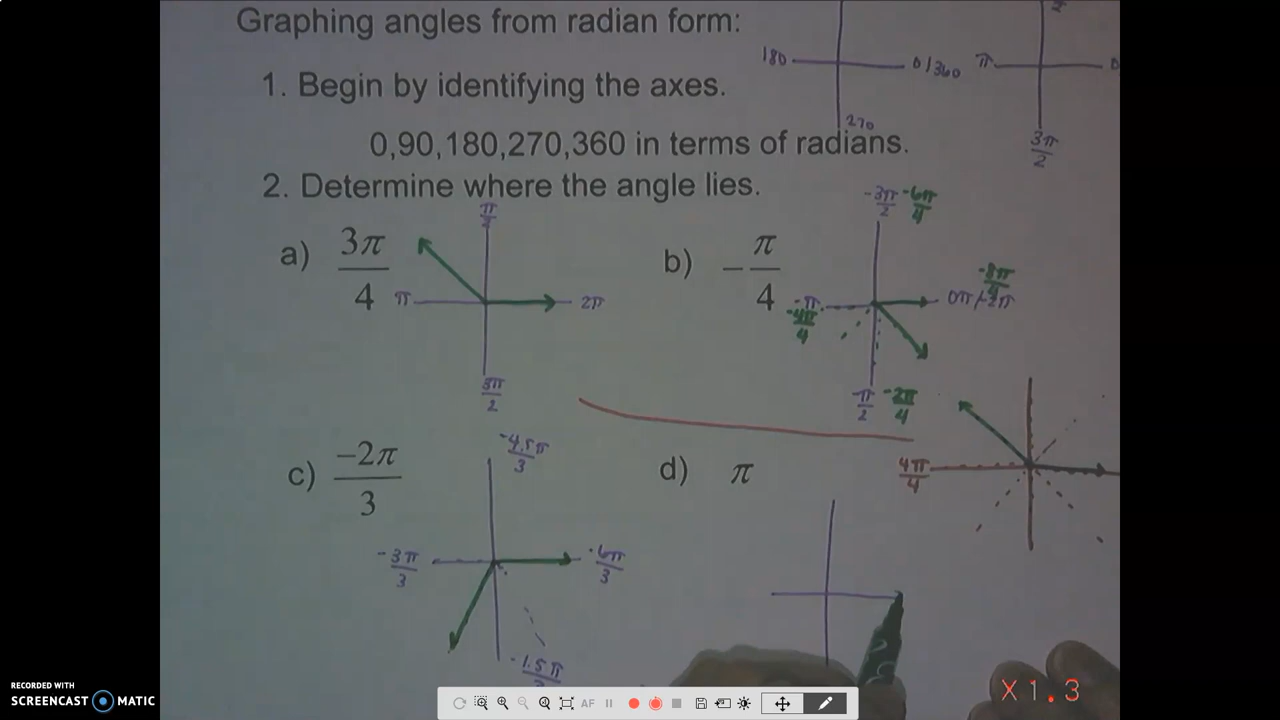 Graphing angles from radian form:
1. Begin by identifying the axes.
0,90,180,270,360 in terms of radians.
180
0/360
270
π
0
3π/2
2. Determine where the angle lies.
a) 3π/4
π
2π
3π/2
b) -π/4
-3π/2 -6π/4
-8π/4
0π/-2π
-π
-4π/4
-π/2 -2π/4
4π/4
c) -2π/3
-4.5π/3
-3π/3
-6π/3
-1.5π
d) π
RECORDED WITH
SCREENCAST MATIC
AF
X1.3